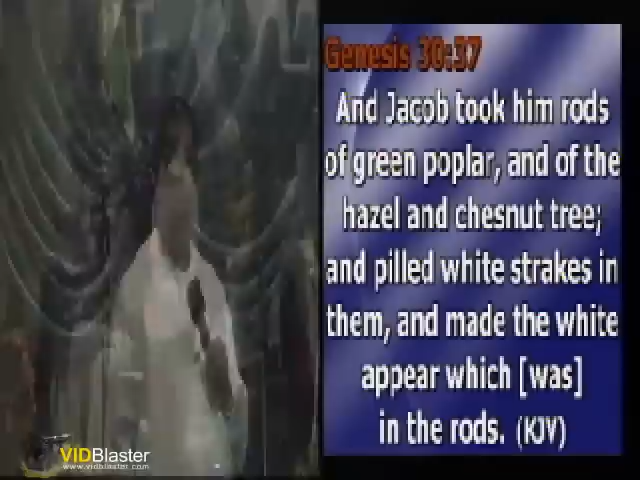 Genesis 30:37
And Jacob took him rods
of green poplar, and of the
hazel and chesnut tree;
and pilled white strakes in
them, and made the white
appear which [was]
in the rods. (KJV)
VIDBlaster
www.vidblaster.com